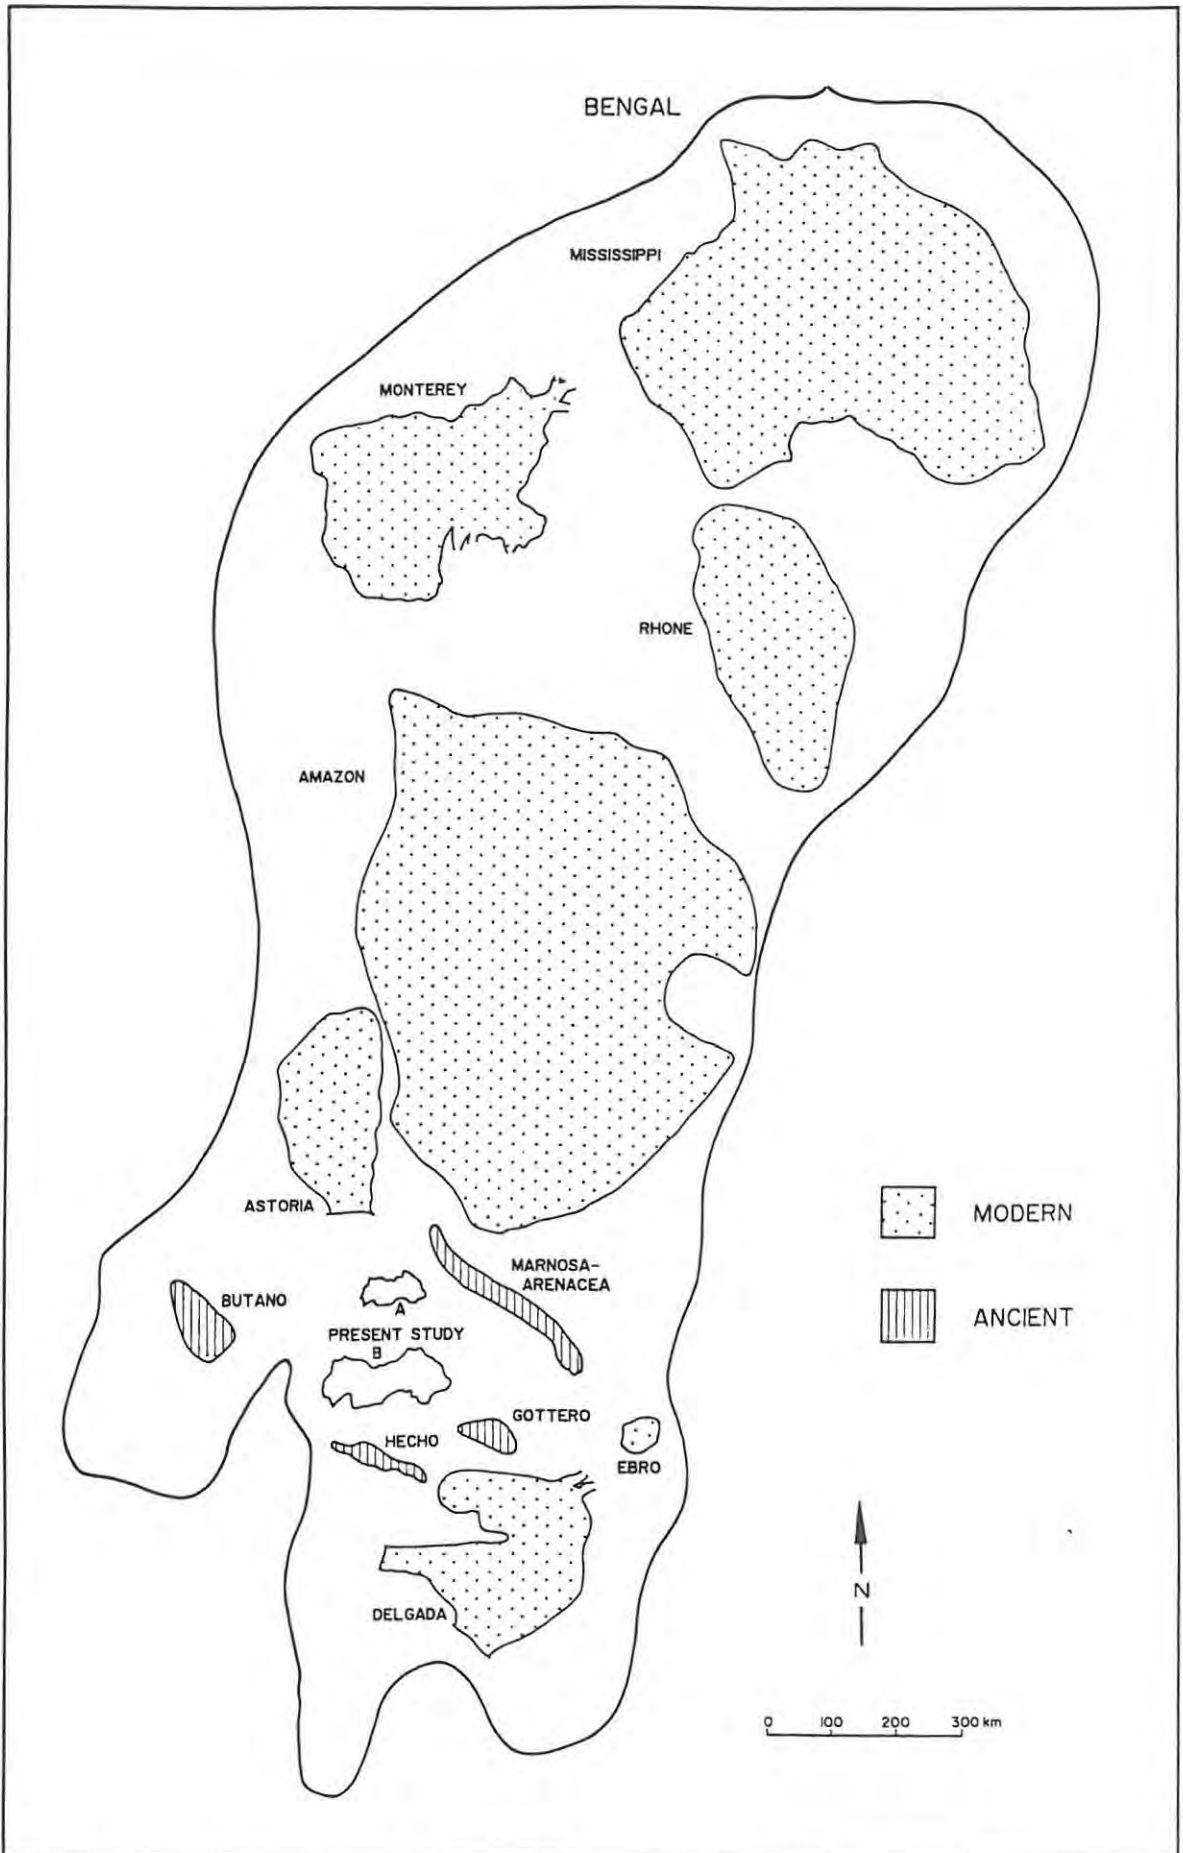 BENGAL
MISSISSIPPI
MONTEREY
RHONE
AMAZON
ASTORIA
MARNOSA-
ARENACEA
BUTANO
A
PRESENT STUDY
B
GOTTERO
HECHO
EBRO
DELGADA
MODERN
ANCIENT
N
0 100 200 300 km